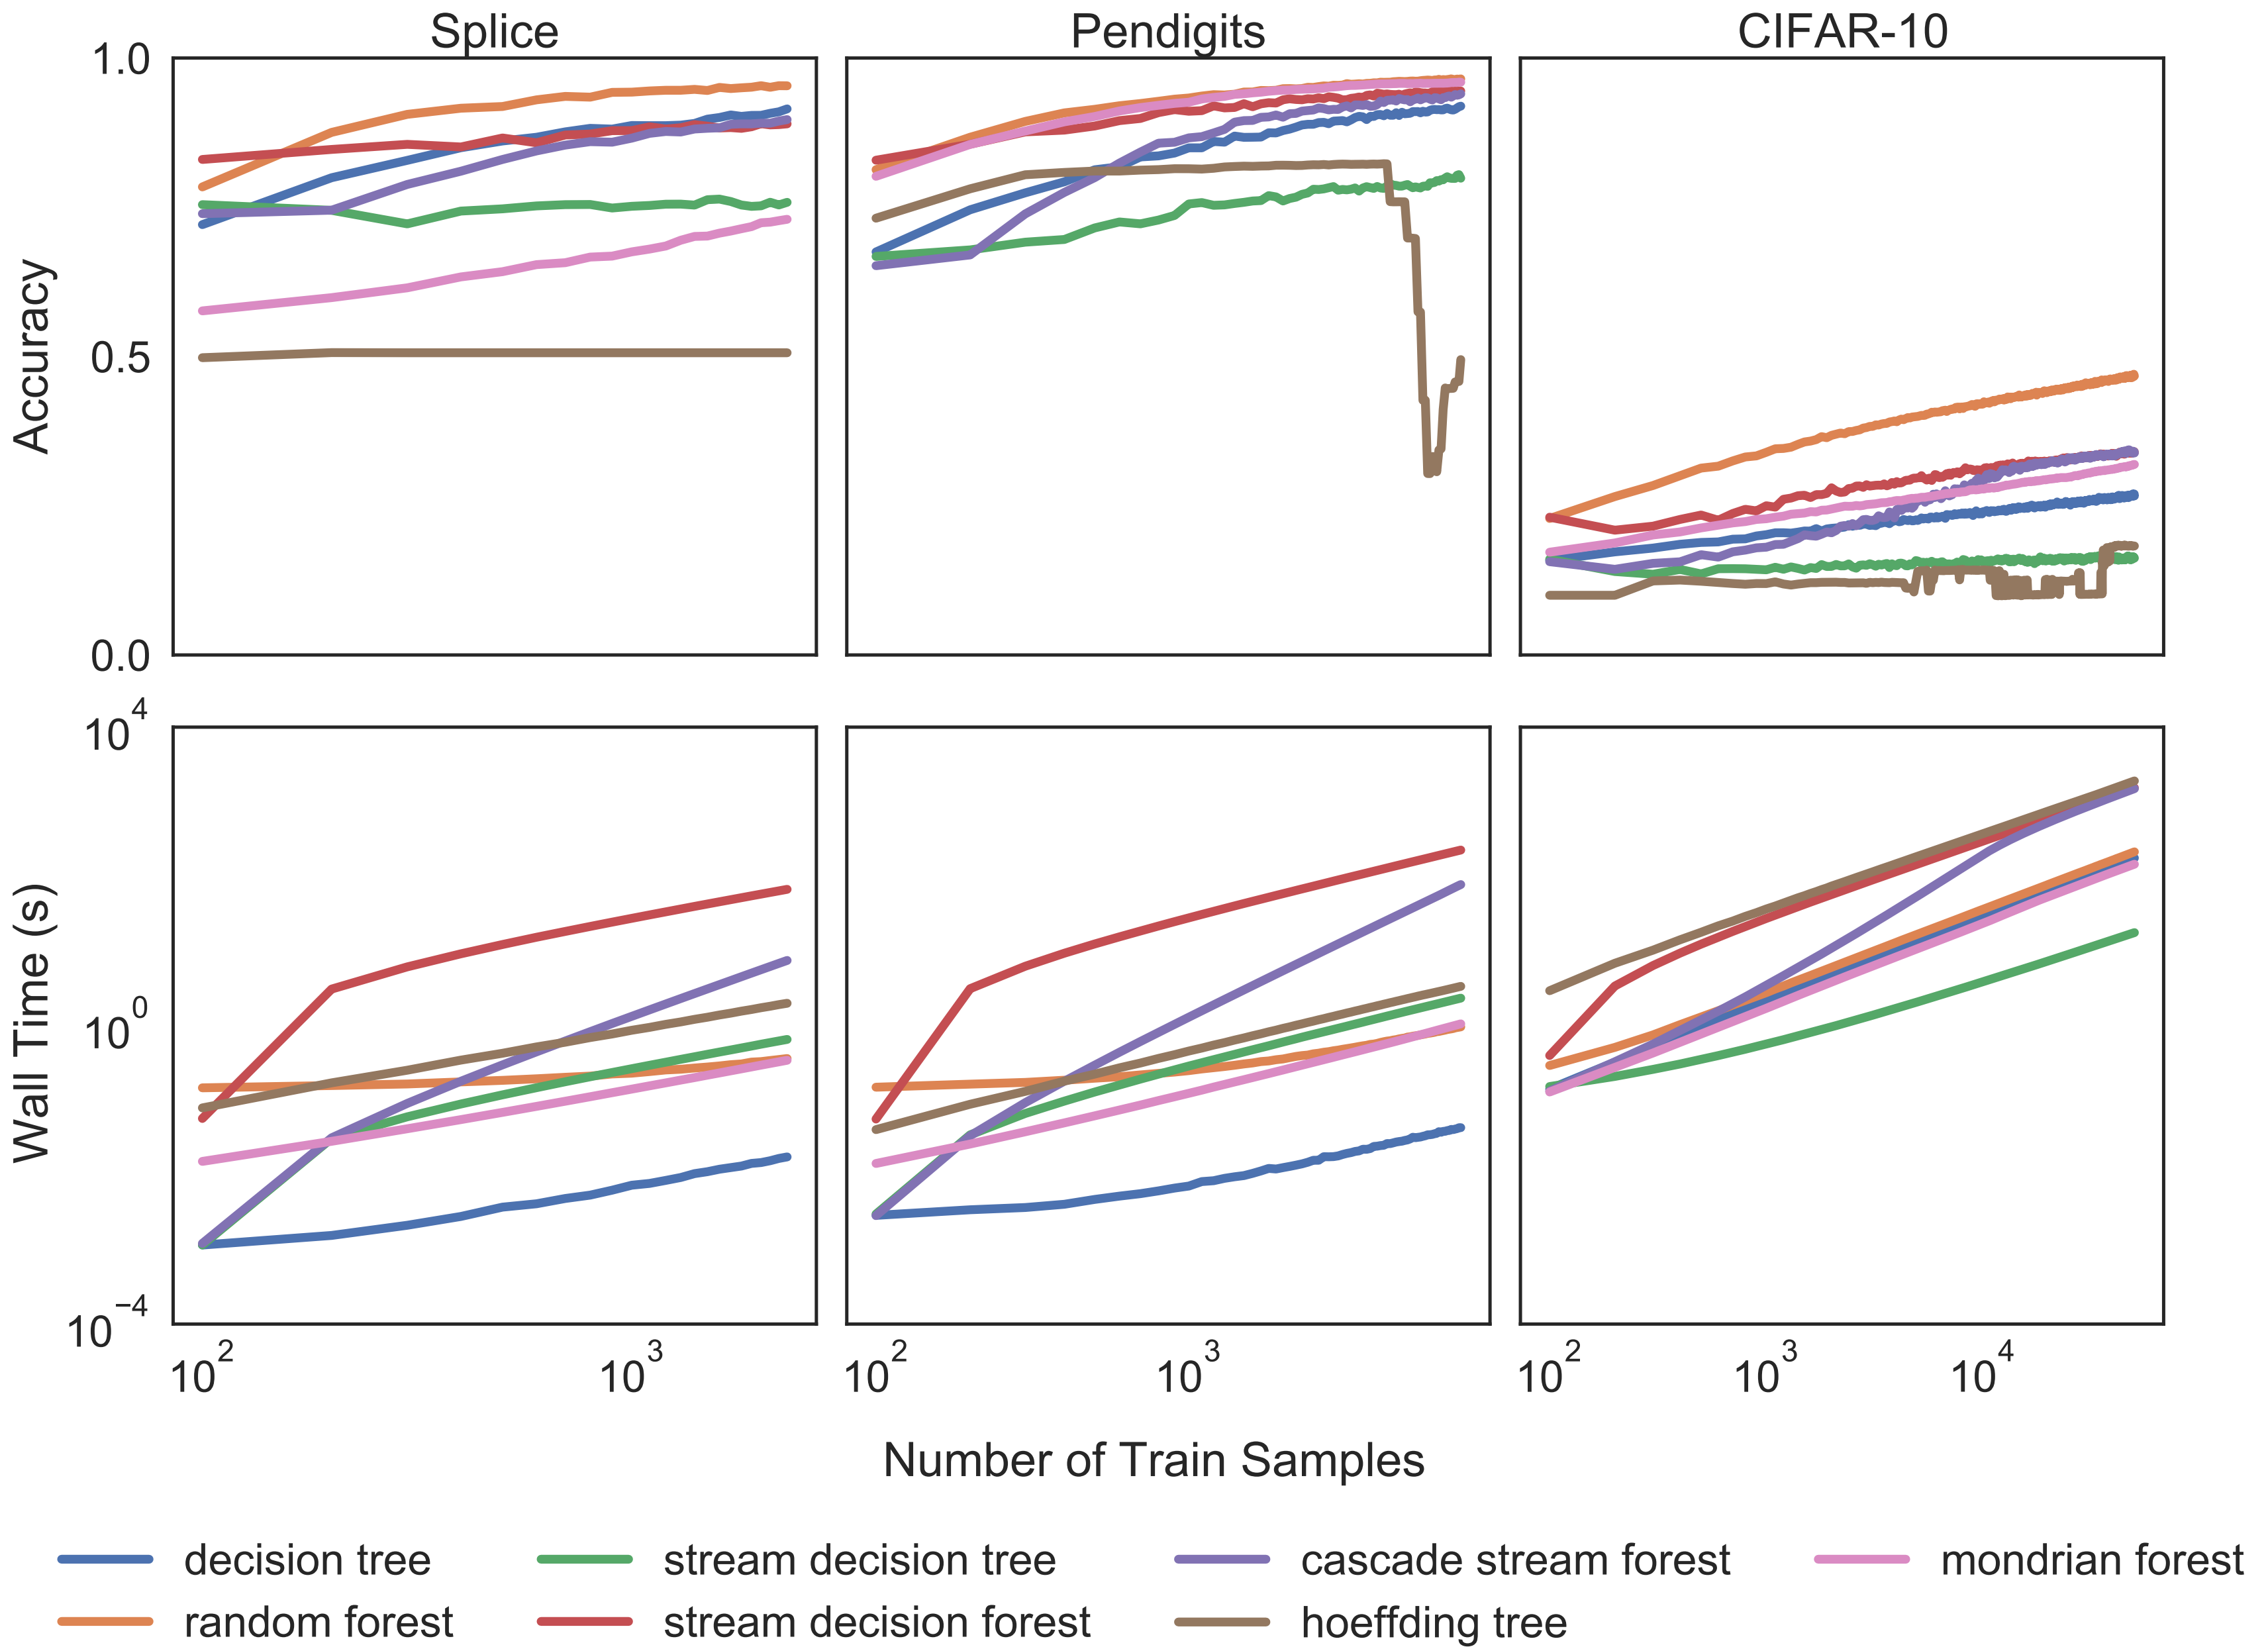 Splice Pendigits CIFAR-10
1.0
0.5
0.0
Accuracy
10^4
10^0
10^−4
Wall Time (s)
10^2 10^3 10^2 10^3 10^2 10^3 10^4
Number of Train Samples
decision tree stream decision tree cascade stream forest mondrian forest
random forest stream decision forest hoeffding tree